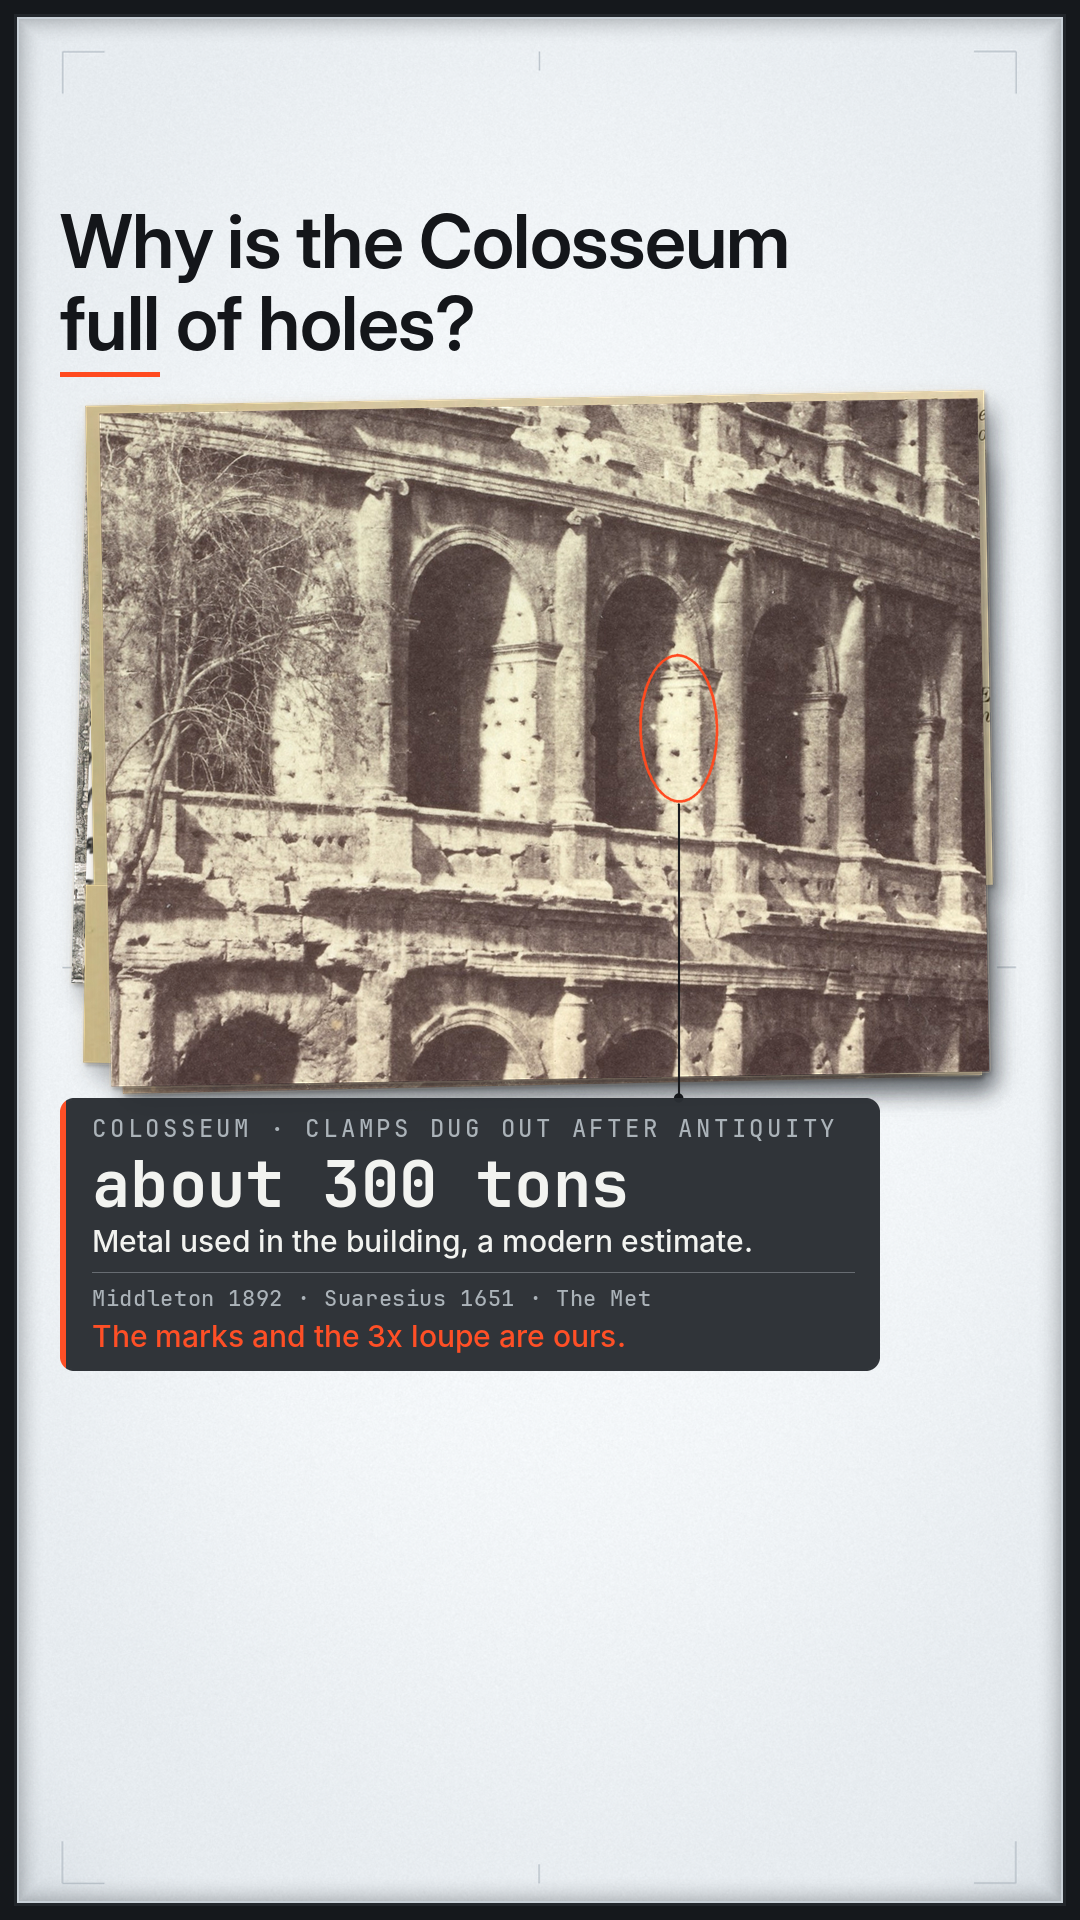 Why is the Colosseum
full of holes?
COLOSSEUM · CLAMPS DUG OUT AFTER ANTIQUITY
about 300 tons
Metal used in the building, a modern estimate.
Middleton 1892 · Suaresius 1651 · The Met
The marks and the 3x loupe are ours.